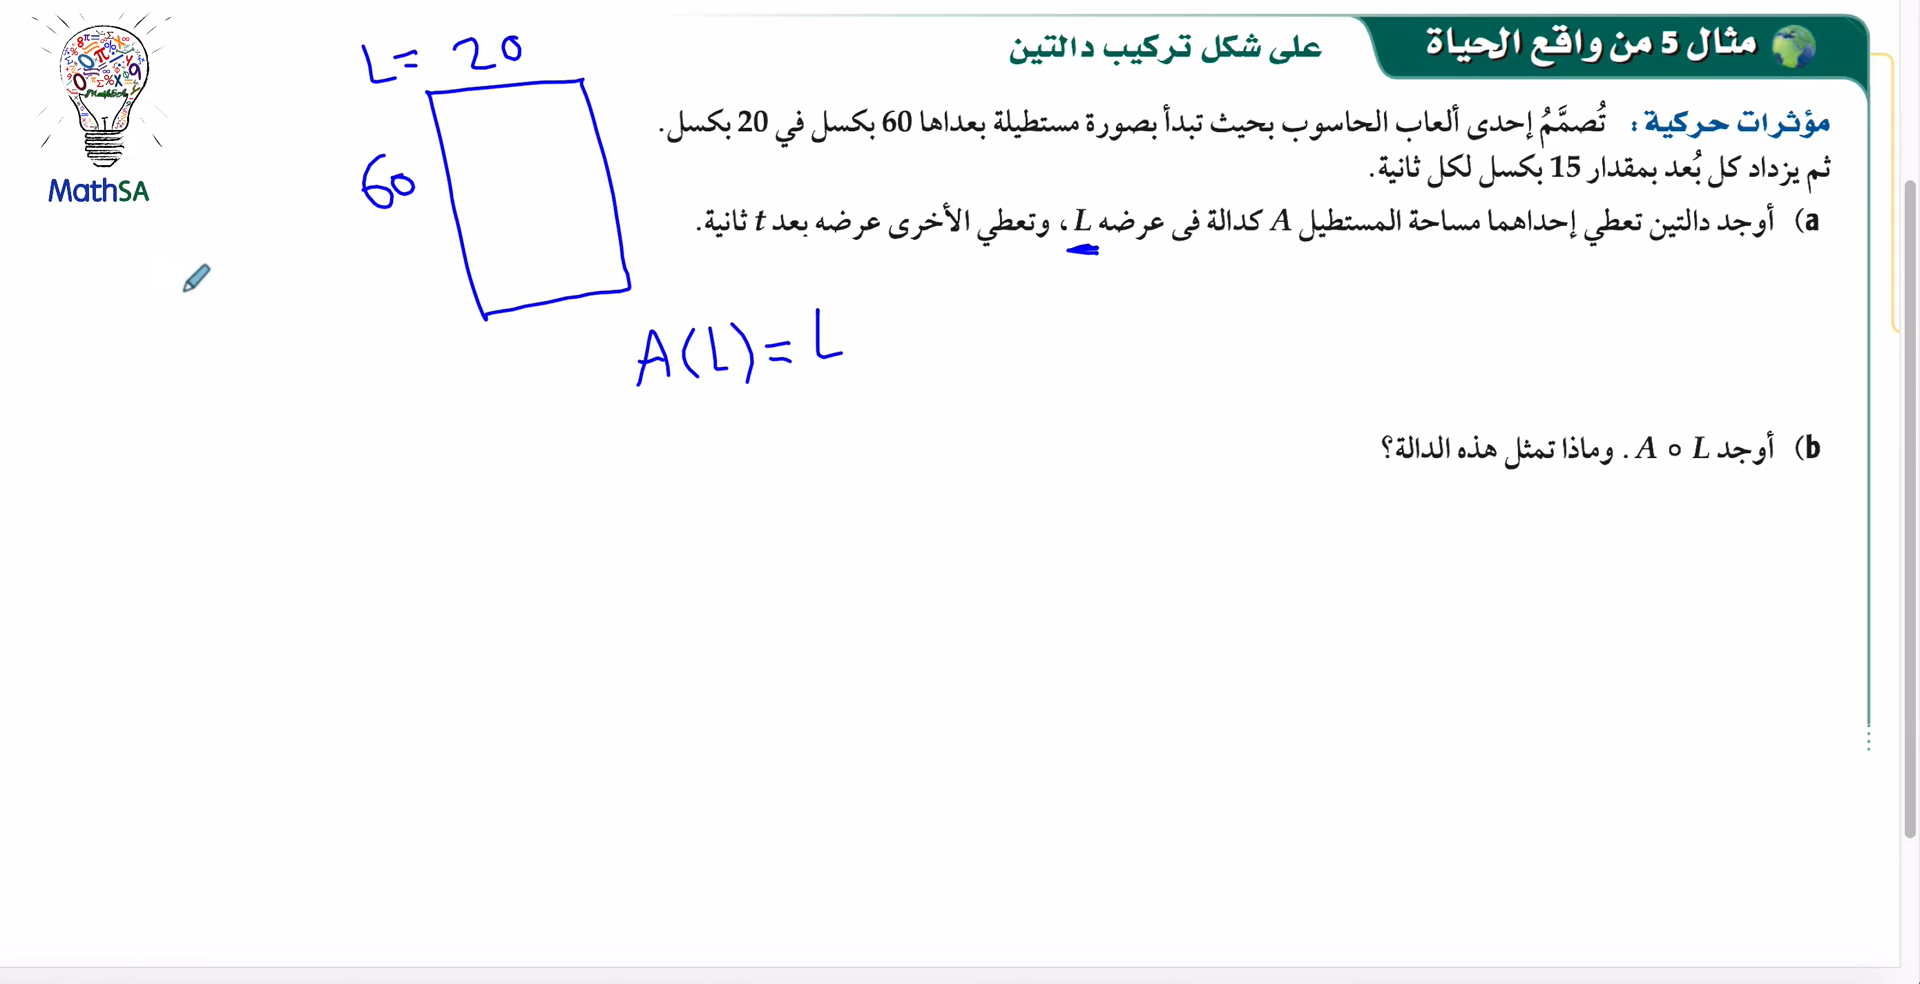 مثال 5 من واقع الحياة
على شكل تركيب دالتين
مؤثرات حركية : تُصمَّمُ إحدى ألعاب الحاسوب بحيث تبدأ بصورة مستطيلة بعداها 60 بكسل في 20 بكسل.
ثم يزداد كل بُعد بمقدار 15 بكسل لكل ثانية.
(a أوجد دالتين تعطي إحداهما مساحة المستطيل A كدالة فى عرضه L ، وتعطي الأخرى عرضه بعد t ثانية.
L = 20
60
A(L) = L
(b أوجد A ∘ L . وماذا تمثل هذه الدالة؟
MathSA